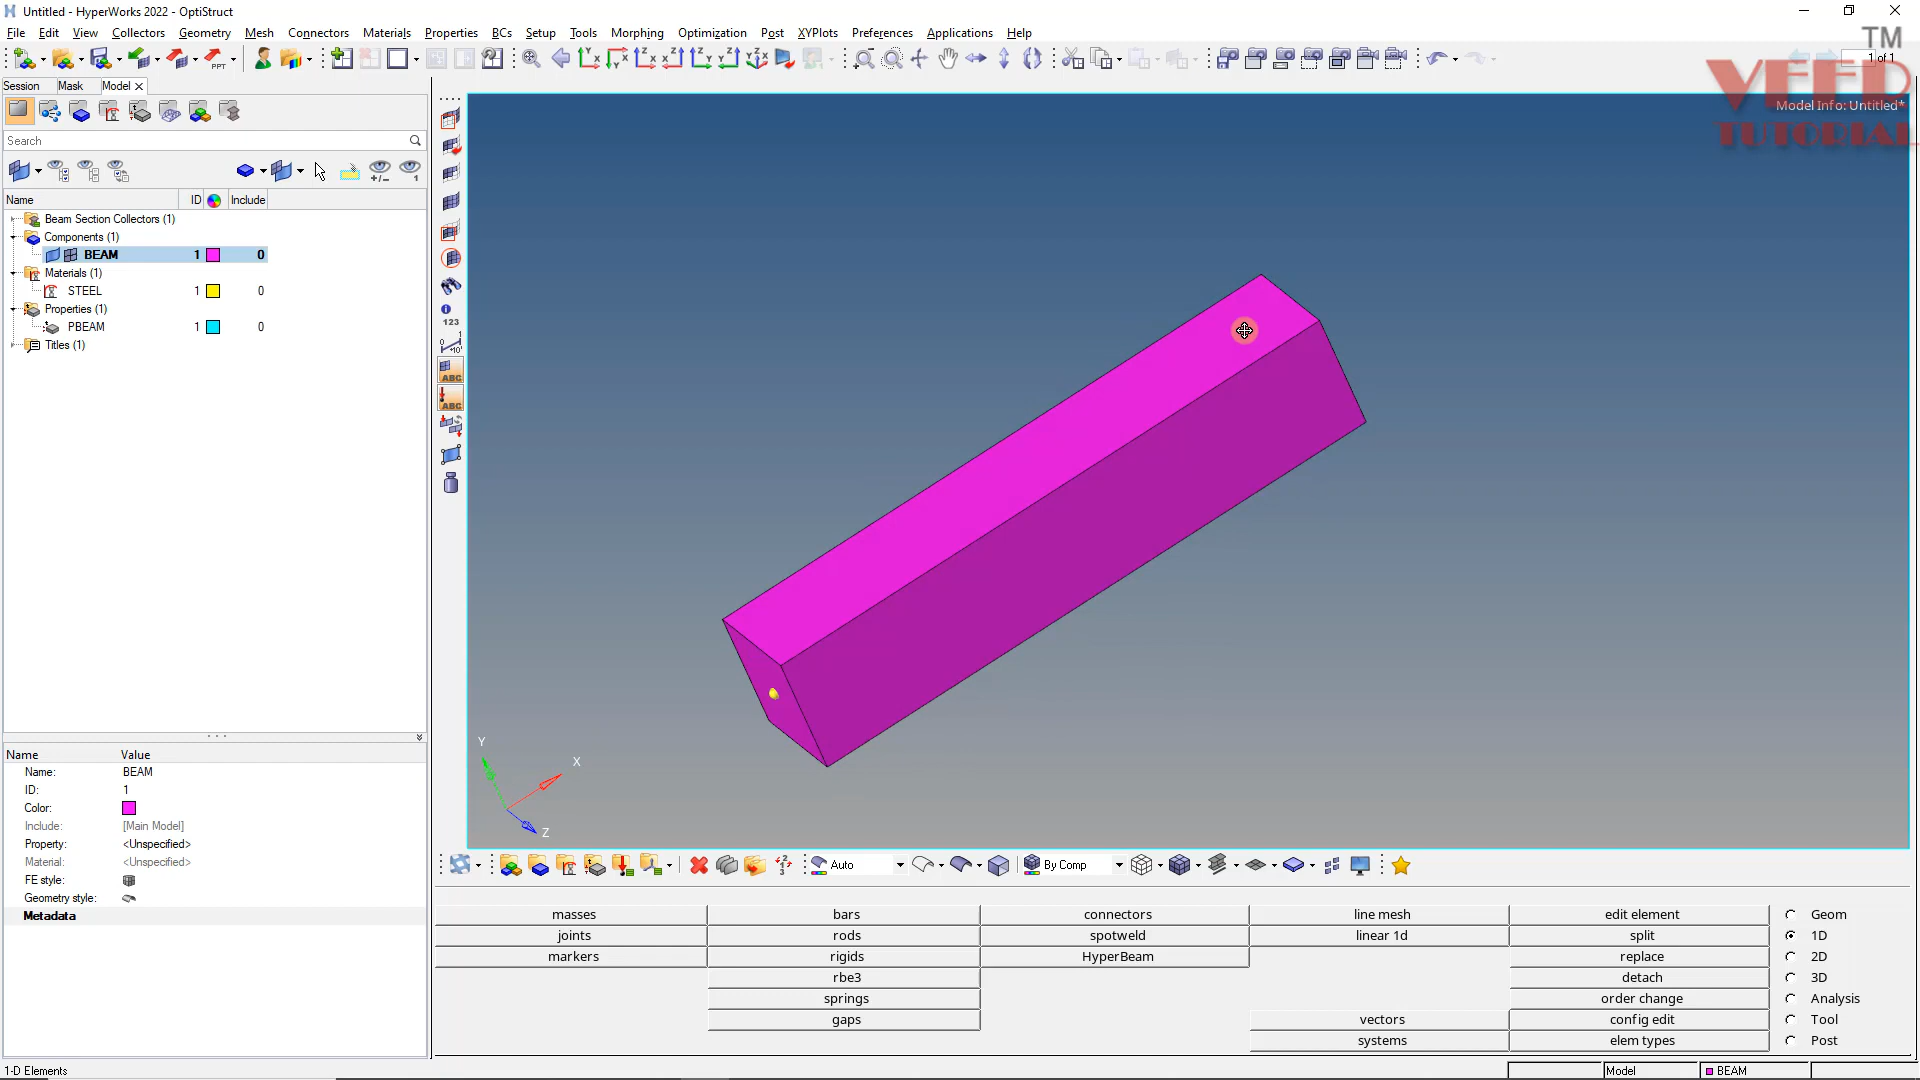 Untitled - HyperWorks 2022 - OptiStruct
File Edit View Collectors Geometry Mesh Connectors Materials Properties BCs Setup Tools Morphing Optimization Post XYPlots Preferences Applications Help
TM
1 of 1
VEED
TUTORIAL
Model Info: Untitled*
Session Mask Model
Search
Name ID Include
Beam Section Collectors (1)
Components (1)
BEAM 1 0
Materials (1)
STEEL 1 0
Properties (1)
PBEAM 1 0
Titles (1)
123
ABC
ABC
Y
X
Z
Name Value
Name: BEAM
ID: 1
Color:
Include: [Main Model]
Property: <Unspecified>
Material: <Unspecified>
FE style:
Geometry style:
Metadata
Auto By Comp
masses bars connectors line mesh edit element Geom
joints rods spotweld linear 1d split 1D
markers rigids HyperBeam replace 2D
rbe3 detach 3D
springs order change Analysis
gaps vectors config edit Tool
systems elem types Post
1-D Elements Model BEAM